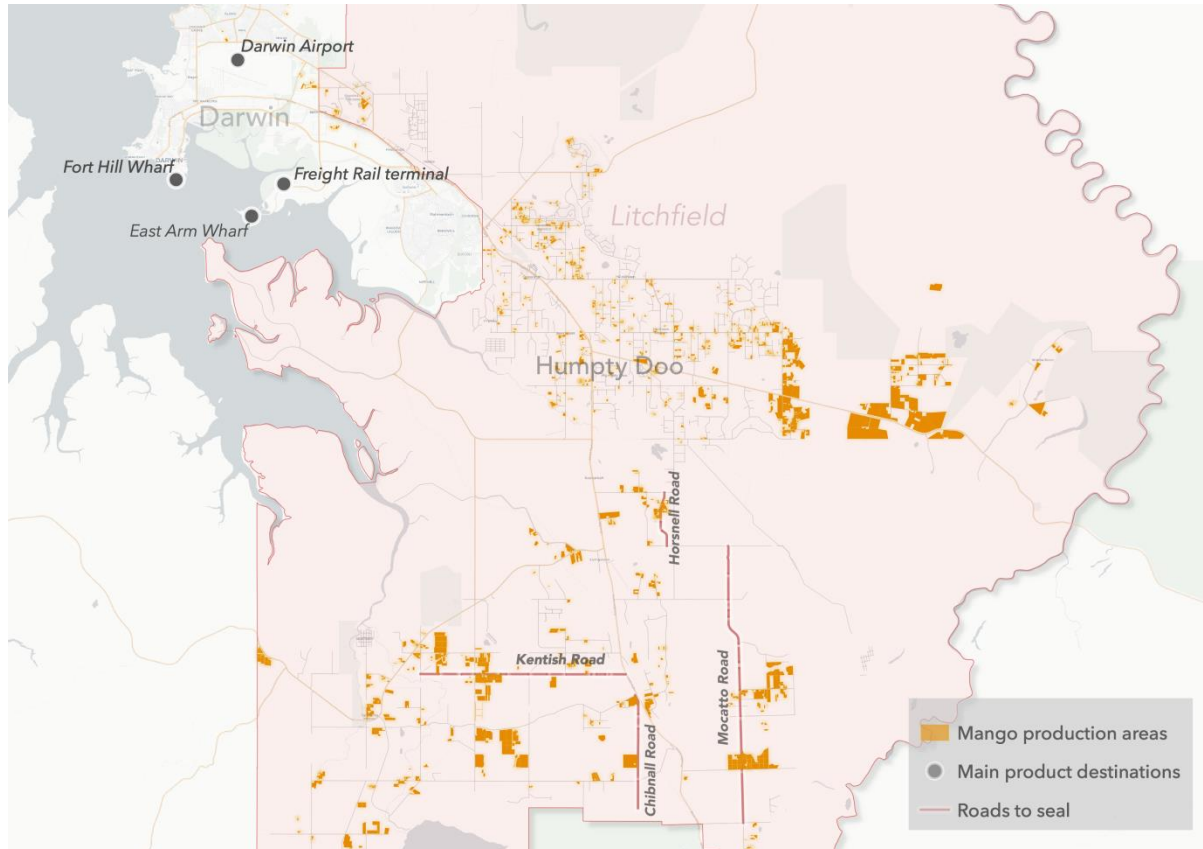 Darwin Airport
Darwin
Fort Hill Wharf
DARWIN
Freight Rail terminal
East Arm Wharf
Litchfield
Humpty Doo
Horsnell Road
Kentish Road
Mocatto Road
Chibnall Road
Mango production areas
Main product destinations
Roads to seal